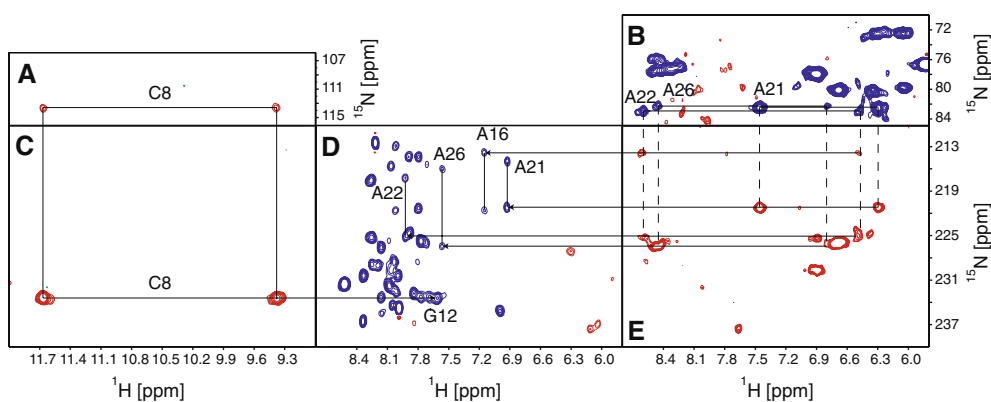 B
72
76
80
84
¹⁵N [ppm]
A22
A26
A21
A
C8
107
111
115
¹⁵N [ppm]
C
C8
D
A16
A26
A21
A22
G12
E
213
219
225
231
237
¹⁵N [ppm]
11.7 11.4 11.1 10.8 10.5 10.2 9.9 9.6 9.3
8.4 8.1 7.8 7.5 7.2 6.9 6.6 6.3 6.0
8.4 8.1 7.8 7.5 7.2 6.9 6.6 6.3 6.0
¹H [ppm]
¹H [ppm]
¹H [ppm]